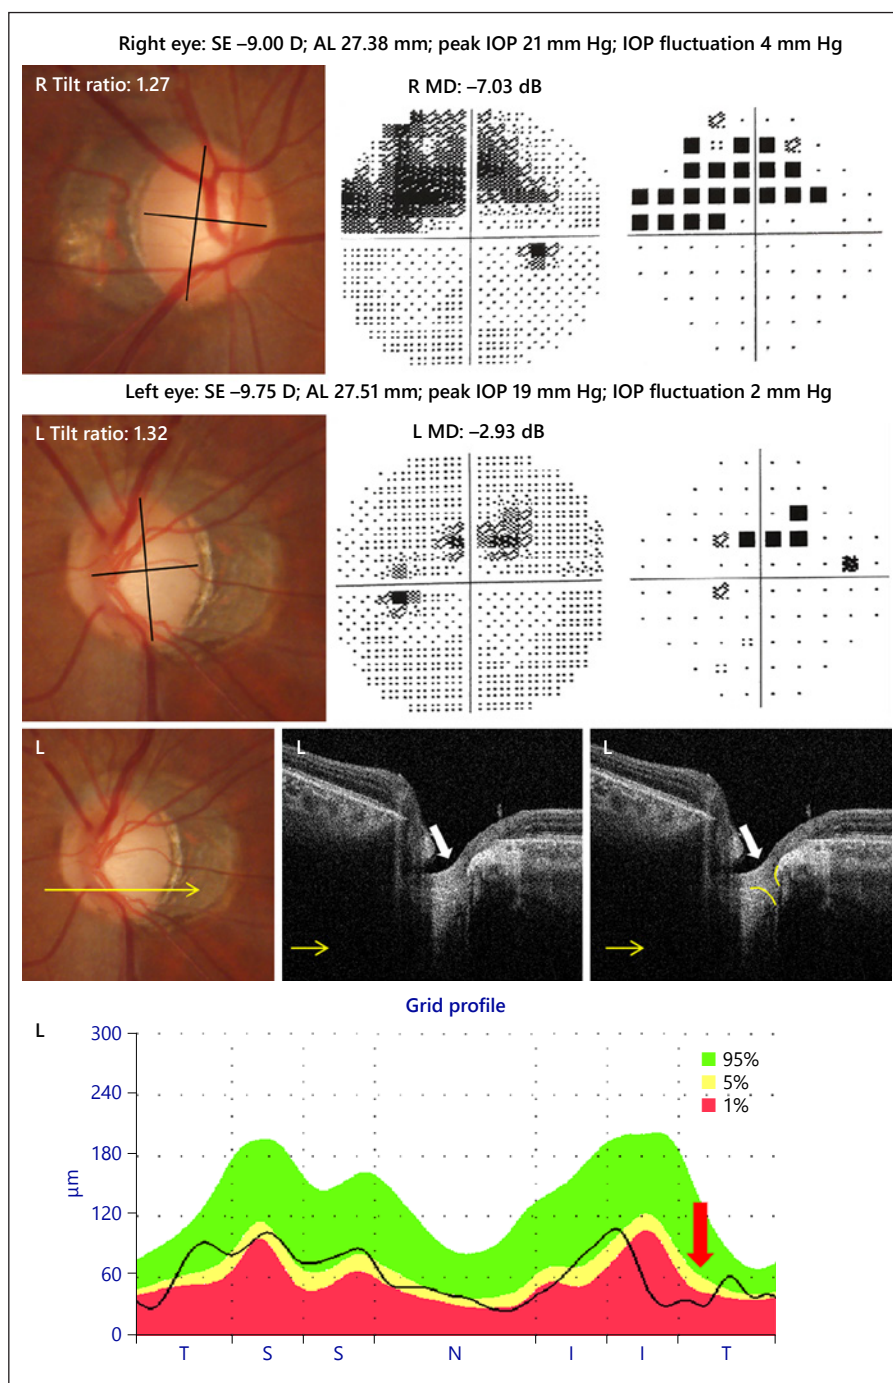 Right eye: SE –9.00 D; AL 27.38 mm; peak IOP 21 mm Hg; IOP fluctuation 4 mm Hg
R Tilt ratio: 1.27
R MD: –7.03 dB
Left eye: SE –9.75 D; AL 27.51 mm; peak IOP 19 mm Hg; IOP fluctuation 2 mm Hg
L Tilt ratio: 1.32
L MD: –2.93 dB
L
L
L
Grid profile
L
300
240
180
120
60
0
µm
95%
5%
1%
T S S N I I T